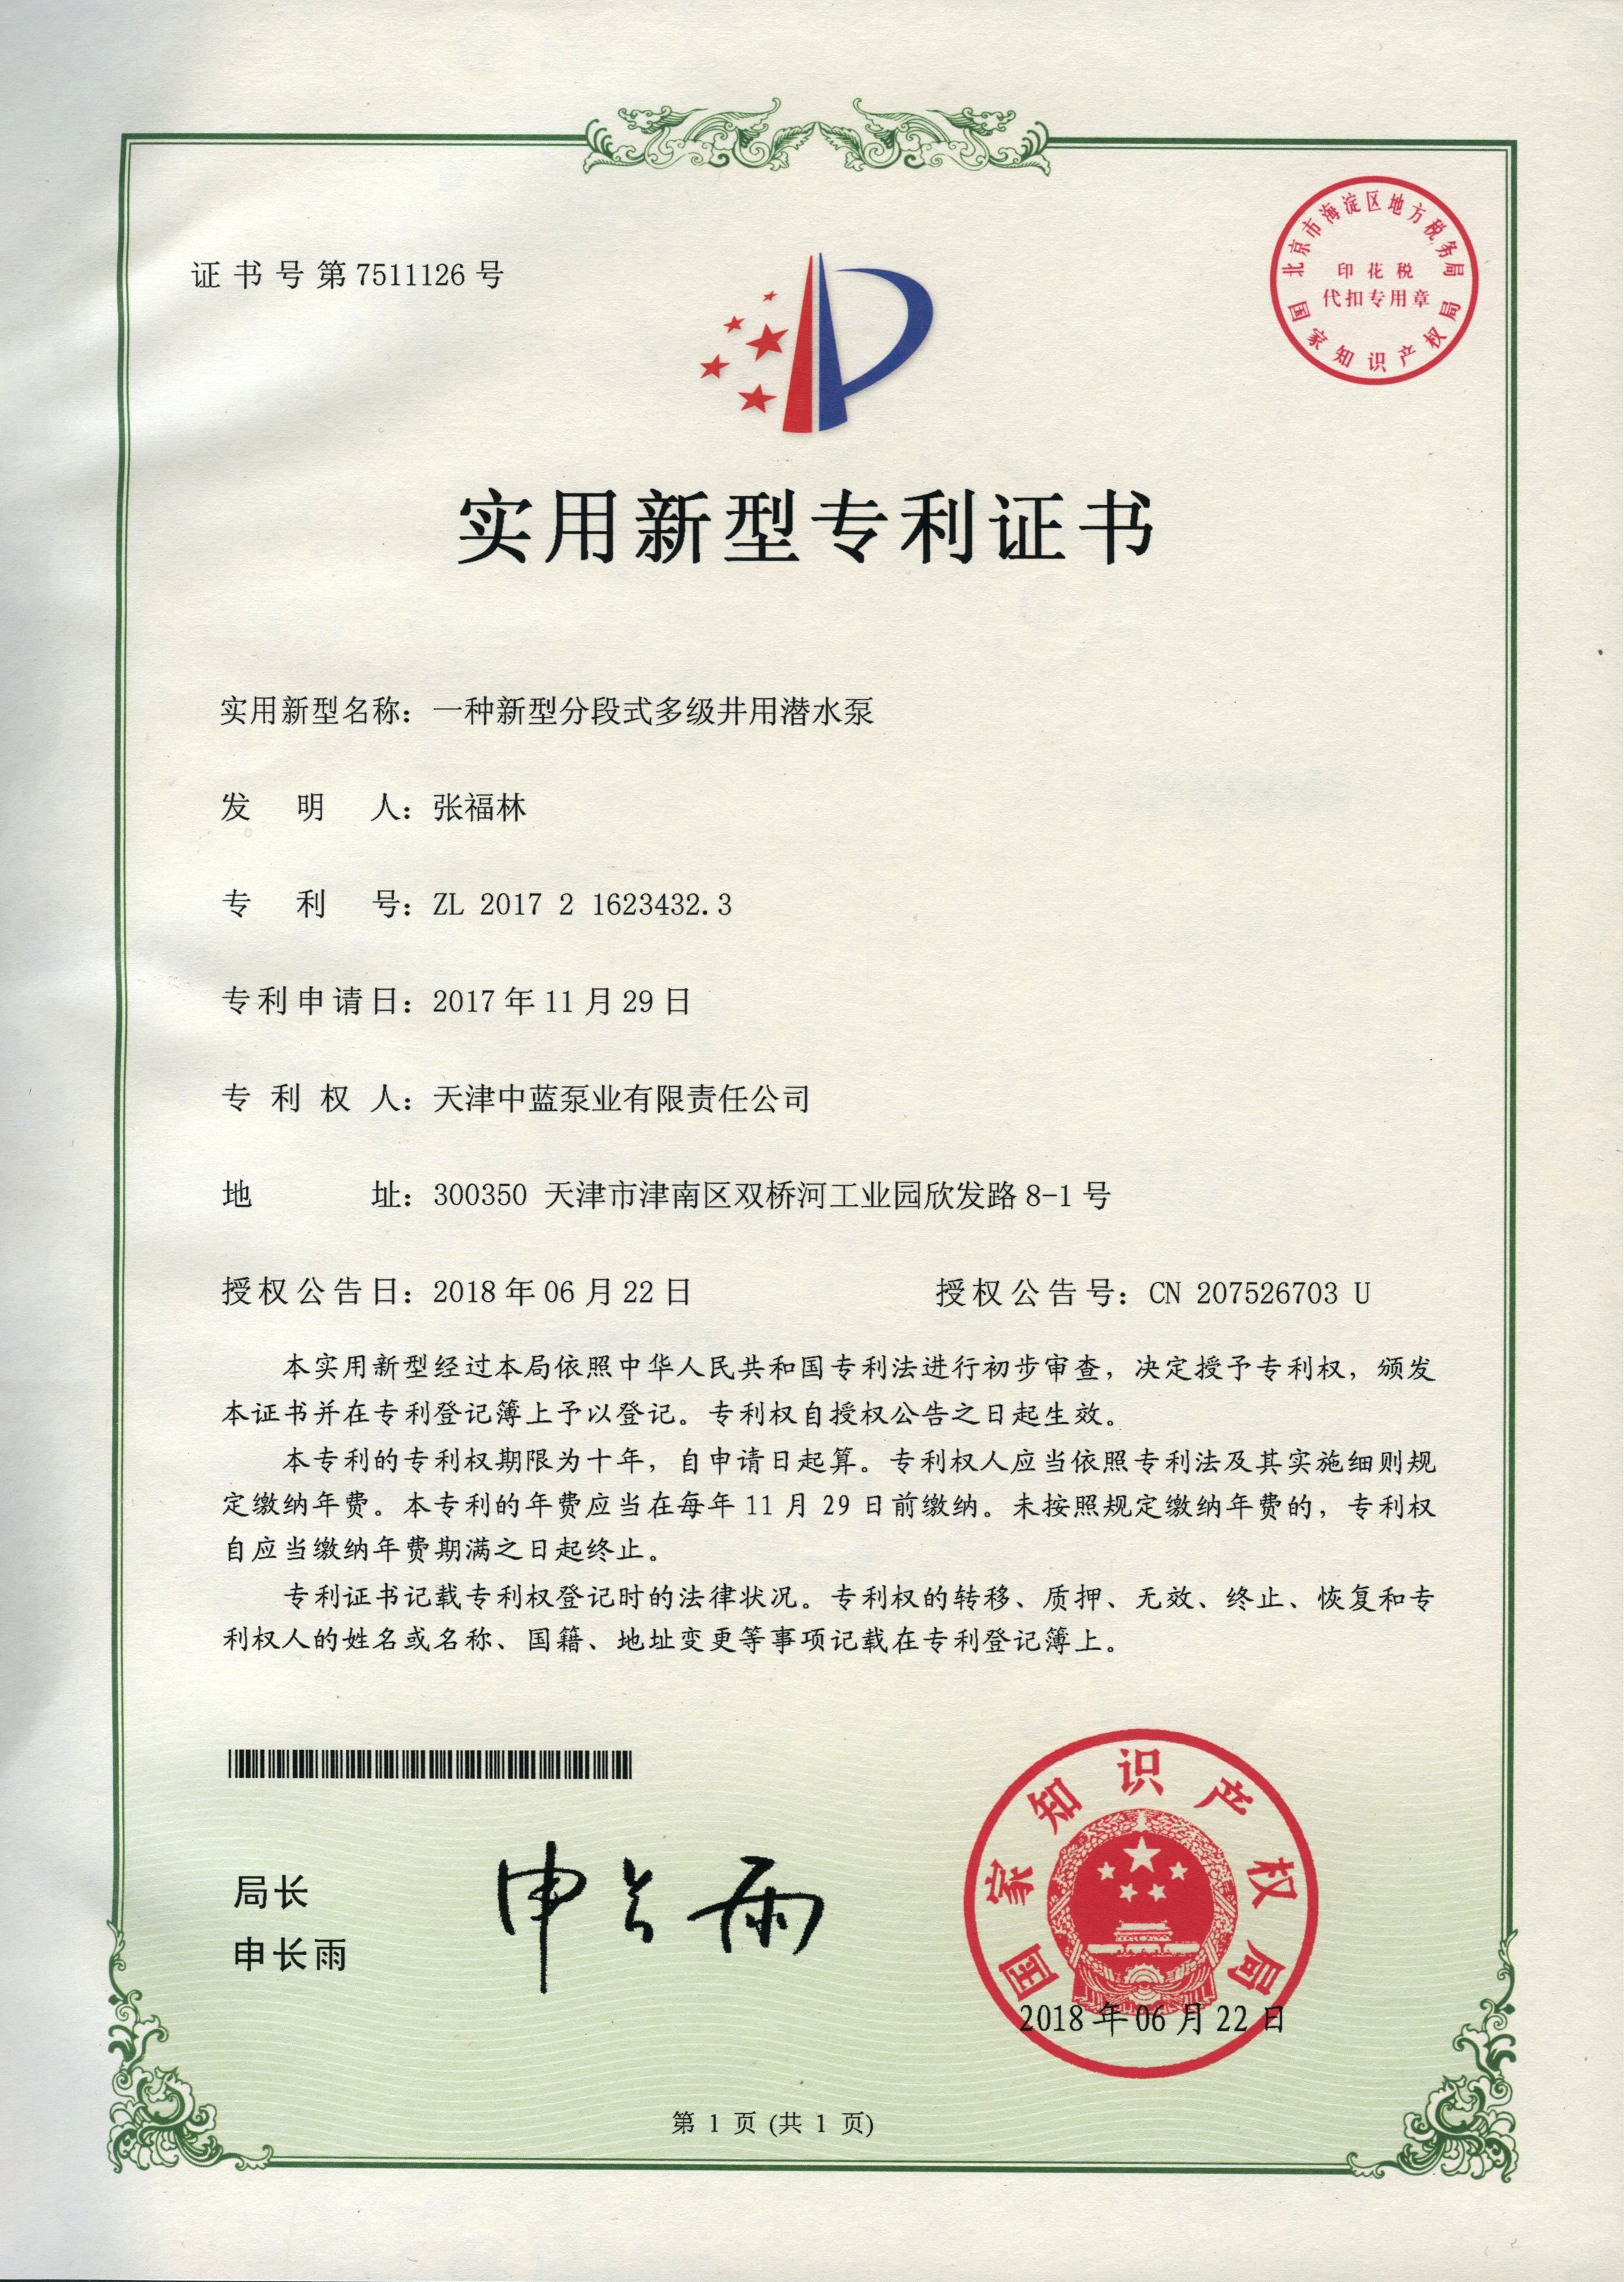 证书号第7511126号
北京市海淀区地方税务局
印花税
代扣专用章
国家知识产权局
实用新型专利证书
实用新型名称：一种新型分段式多级井用潜水泵
发明人：张福林
专利号：ZL 2017 2 1623432.3
专利申请日：2017年11月29日
专利权人：天津中蓝泵业有限责任公司
地址：300350 天津市津南区双桥河工业园欣发路8-1号
授权公告日：2018年06月22日 授权公告号：CN 207526703 U
本实用新型经过本局依照中华人民共和国专利法进行初步审查，决定授予专利权，颁发
本证书并在专利登记簿上予以登记。专利权自授权公告之日起生效。
本专利的专利权期限为十年，自申请日起算。专利权人应当依照专利法及其实施细则规
定缴纳年费。本专利的年费应当在每年11月29日前缴纳。未按照规定缴纳年费的，专利权
自应当缴纳年费期满之日起终止。
专利证书记载专利权登记时的法律状况。专利权的转移、质押、无效、终止、恢复和专
利权人的姓名或名称、国籍、地址变更等事项记载在专利登记簿上。
局长
申长雨
申长雨
国家知识产权局
2018年06月22日
第 1 页 (共 1 页)